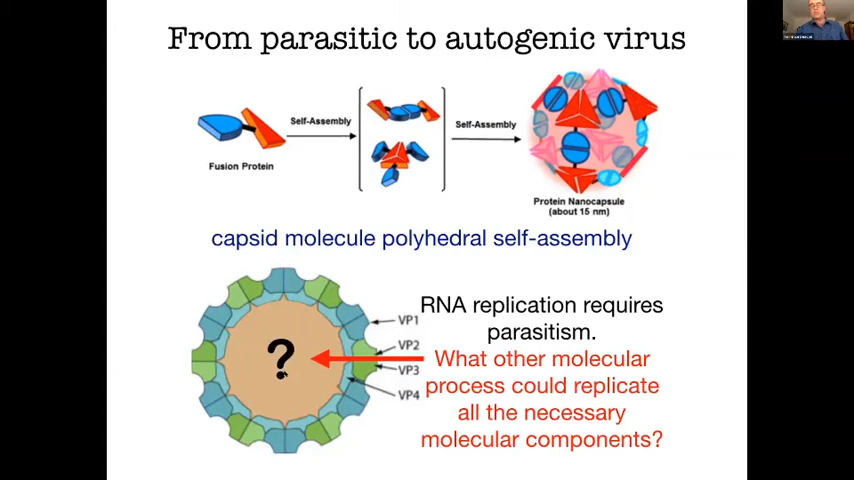 From parasitic to autogenic virus
Self-Assembly
Self-Assembly
Fusion Protein
Protein Nanocapsule
(about 15 nm)
capsid molecule polyhedral self-assembly
?
VP1
VP2
VP3
VP4
RNA replication requires
parasitism.
What other molecular
process could replicate
all the necessary
molecular components?